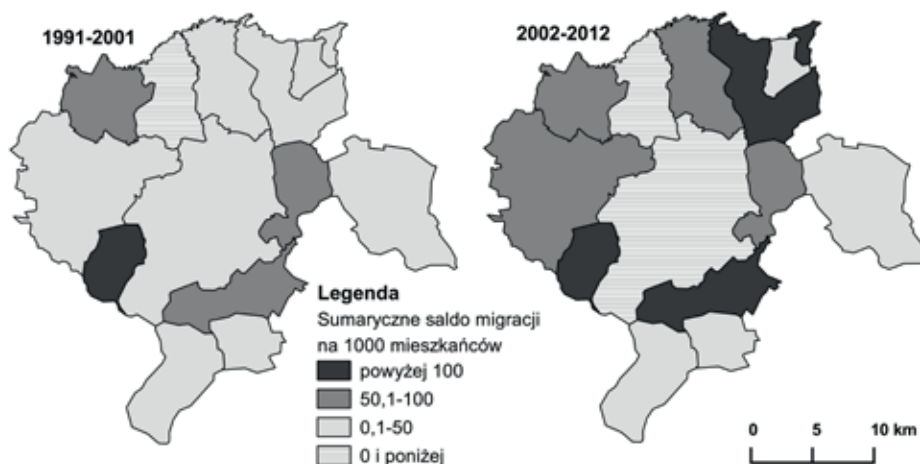 1991-2001
2002-2012
Legenda
Sumaryczne saldo migracji
na 1000 mieszkańców
powyżej 100
50,1-100
0,1-50
0 i poniżej
0 5 10 km